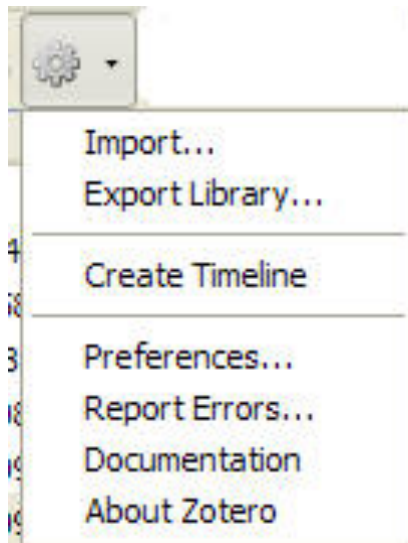 Import...
Export Library...
Create Timeline
Preferences...
Report Errors...
Documentation
About Zotero